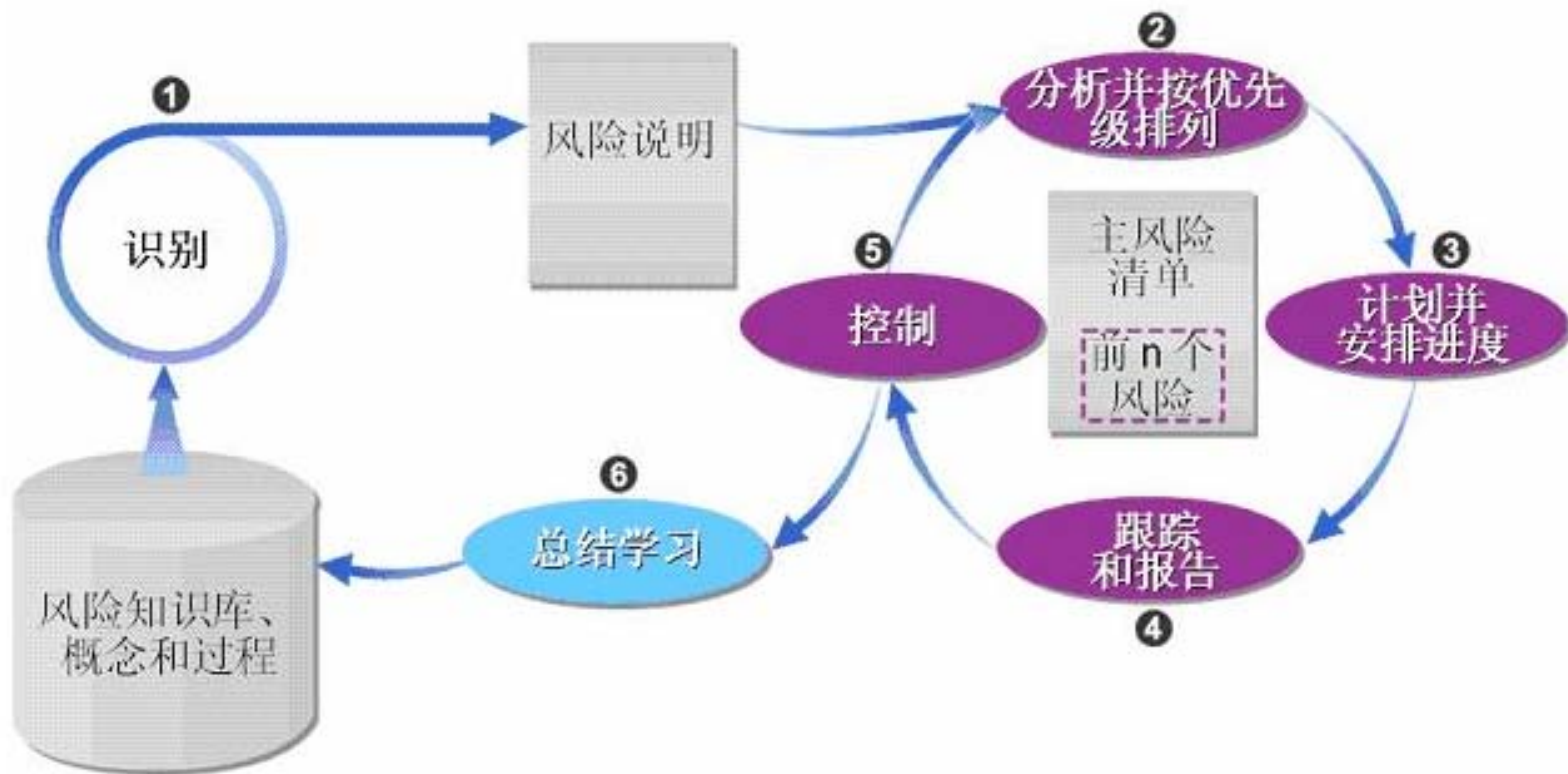 ❶
识别
风险说明
❷
分析并按优先
级排列
❸
计划并
安排进度
主风险
清单
前 n 个
风险
❹
跟踪
和报告
❺
控制
❻
总结学习
风险知识库、
概念和过程